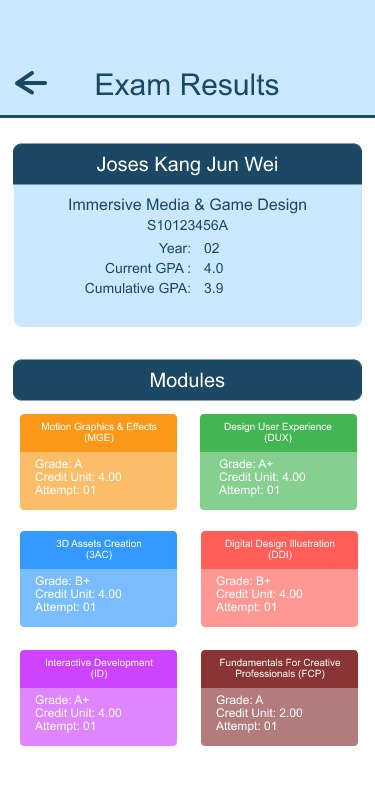 Exam Results
Joses Kang Jun Wei
Immersive Media & Game Design
S10123456A
Year: 02
Current GPA : 4.0
Cumulative GPA: 3.9
Modules
Motion Graphics & Effects
(MGE)
Grade: A
Credit Unit: 4.00
Attempt: 01
Design User Experience
(DUX)
Grade: A+
Credit Unit: 4.00
Attempt: 01
3D Assets Creation
(3AC)
Grade: B+
Credit Unit: 4.00
Attempt: 01
Digital Design Illustration
(DDI)
Grade: B+
Credit Unit: 4.00
Attempt: 01
Interactive Development
(ID)
Grade: A+
Credit Unit: 4.00
Attempt: 01
Fundamentals For Creative
Professionals (FCP)
Grade: A
Credit Unit: 2.00
Attempt: 01